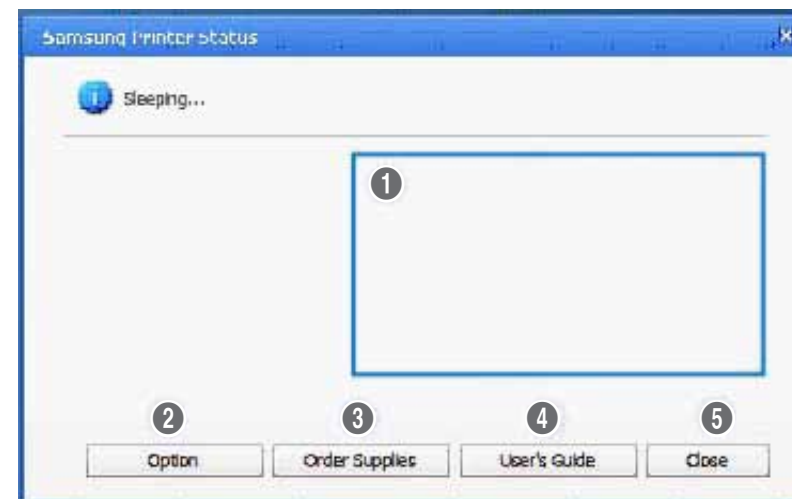 Samsung Printer Status
Sleeping...
1
2 3 4 5
Option Order Supplies User's Guide Close